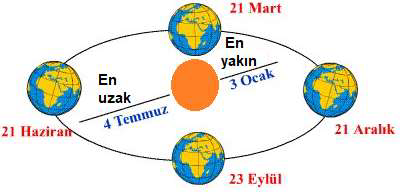 21 Mart
En
yakın
3 Ocak
En
uzak
4 Temmuz
21 Haziran
21 Aralık
23 Eylül